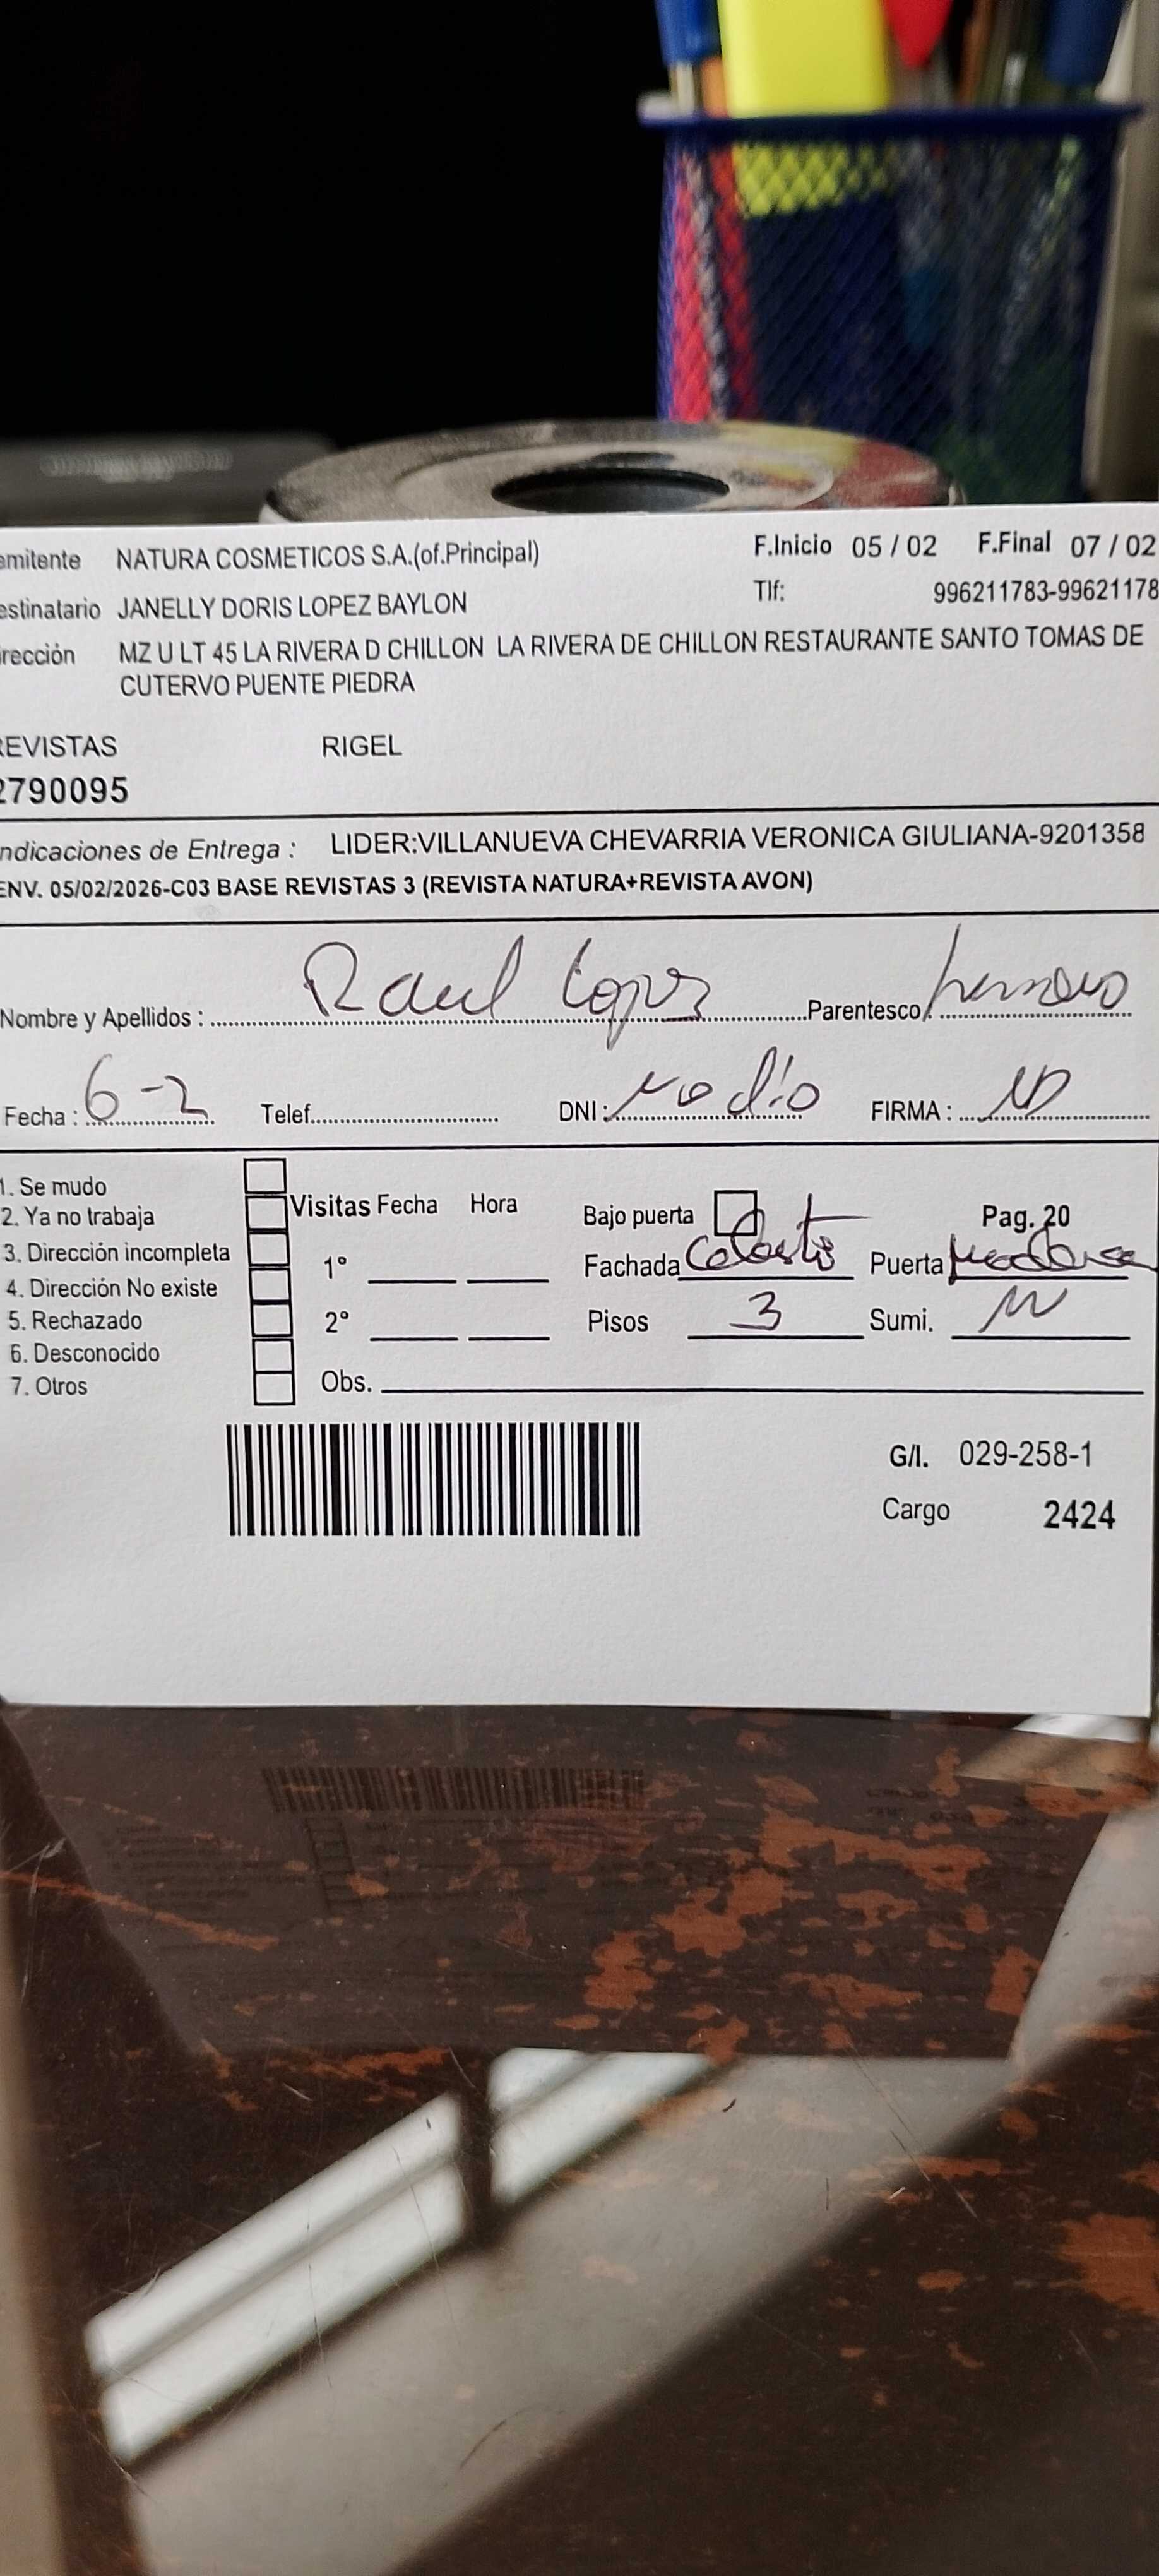 emitente NATURA COSMETICOS S.A.(of.Principal) F.Inicio 05 / 02 F.Final 07 / 02
estinatario JANELLY DORIS LOPEZ BAYLON Tlf: 996211783-99621178
irección MZ U LT 45 LA RIVERA D CHILLON LA RIVERA DE CHILLON RESTAURANTE SANTO TOMAS DE
CUTERVO PUENTE PIEDRA
REVISTAS RIGEL
2790095
ndicaciones de Entrega : LIDER:VILLANUEVA CHEVARRIA VERONICA GIULIANA-9201358
ENV. 05/02/2026-C03 BASE REVISTAS 3 (REVISTA NATURA+REVISTA AVON)
Nombre y Apellidos : Raul Lopez Parentesco: hermano
Fecha : 6-2 Telef. DNI : no dio FIRMA :
1. Se mudo
2. Ya no trabaja Visitas Fecha Hora Bajo puerta Pag. 20
3. Dirección incompleta 1° Fachada Celeste Puerta madera
4. Dirección No existe
5. Rechazado 2° Pisos 3 Sumi.
6. Desconocido
7. Otros Obs.
G/I. 029-258-1
Cargo 2424